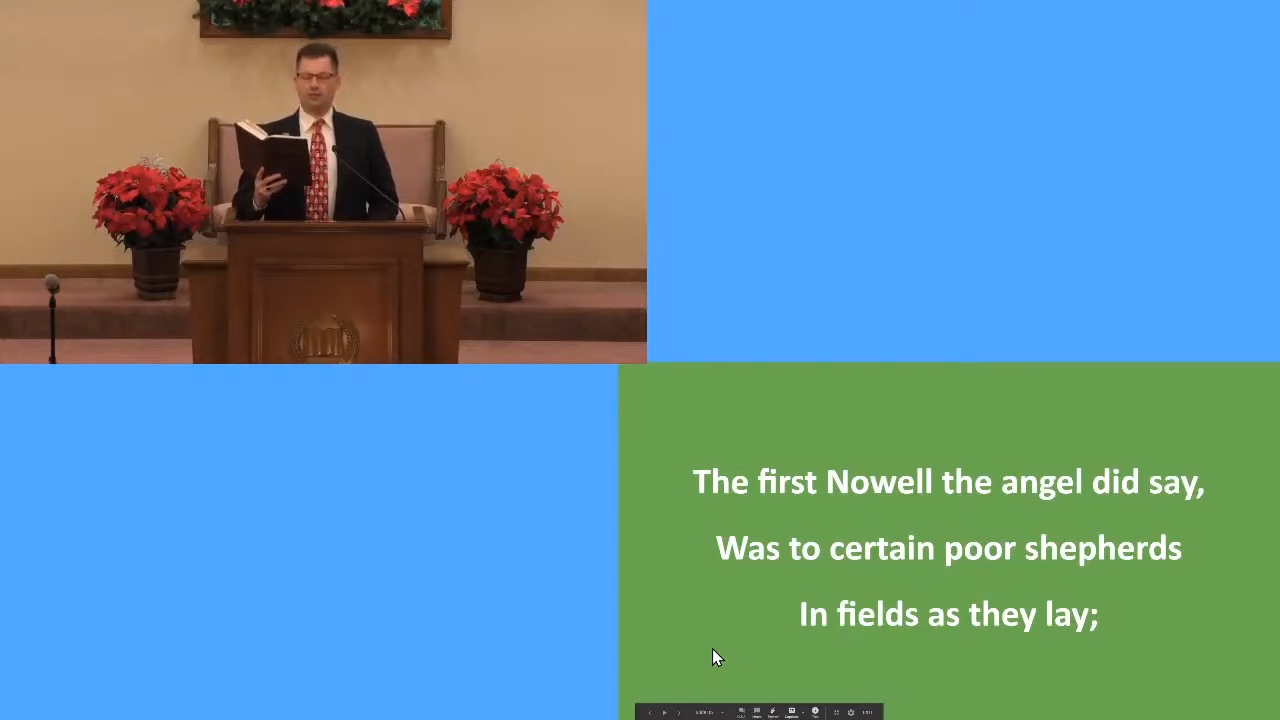 The first Nowell the angel did say,
Was to certain poor shepherds
In fields as they lay;